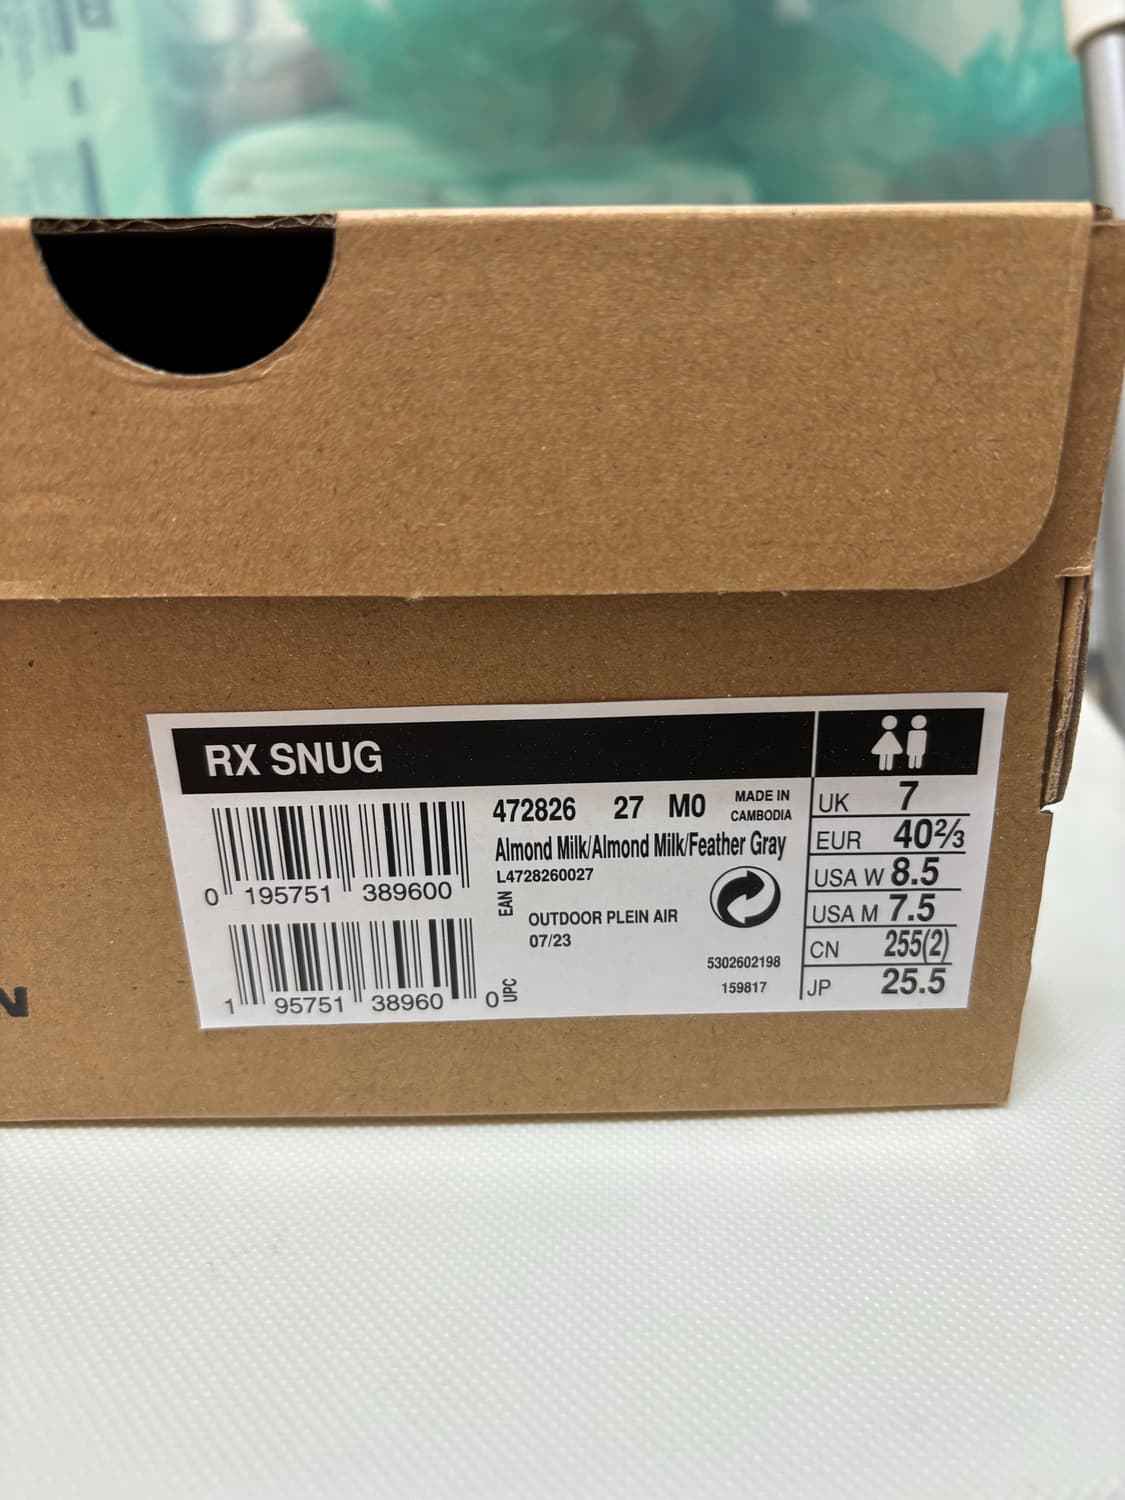 RX SNUG
0 195751 389600
1 95751 38960 0
EAN
UPC
472826 27 M0
MADE IN
CAMBODIA
Almond Milk/Almond Milk/Feather Gray
L4728260027
OUTDOOR PLEIN AIR
07/23
5302602198
159817
UK 7
EUR 40⅔
USA W 8.5
USA M 7.5
CN 255(2)
JP 25.5
N